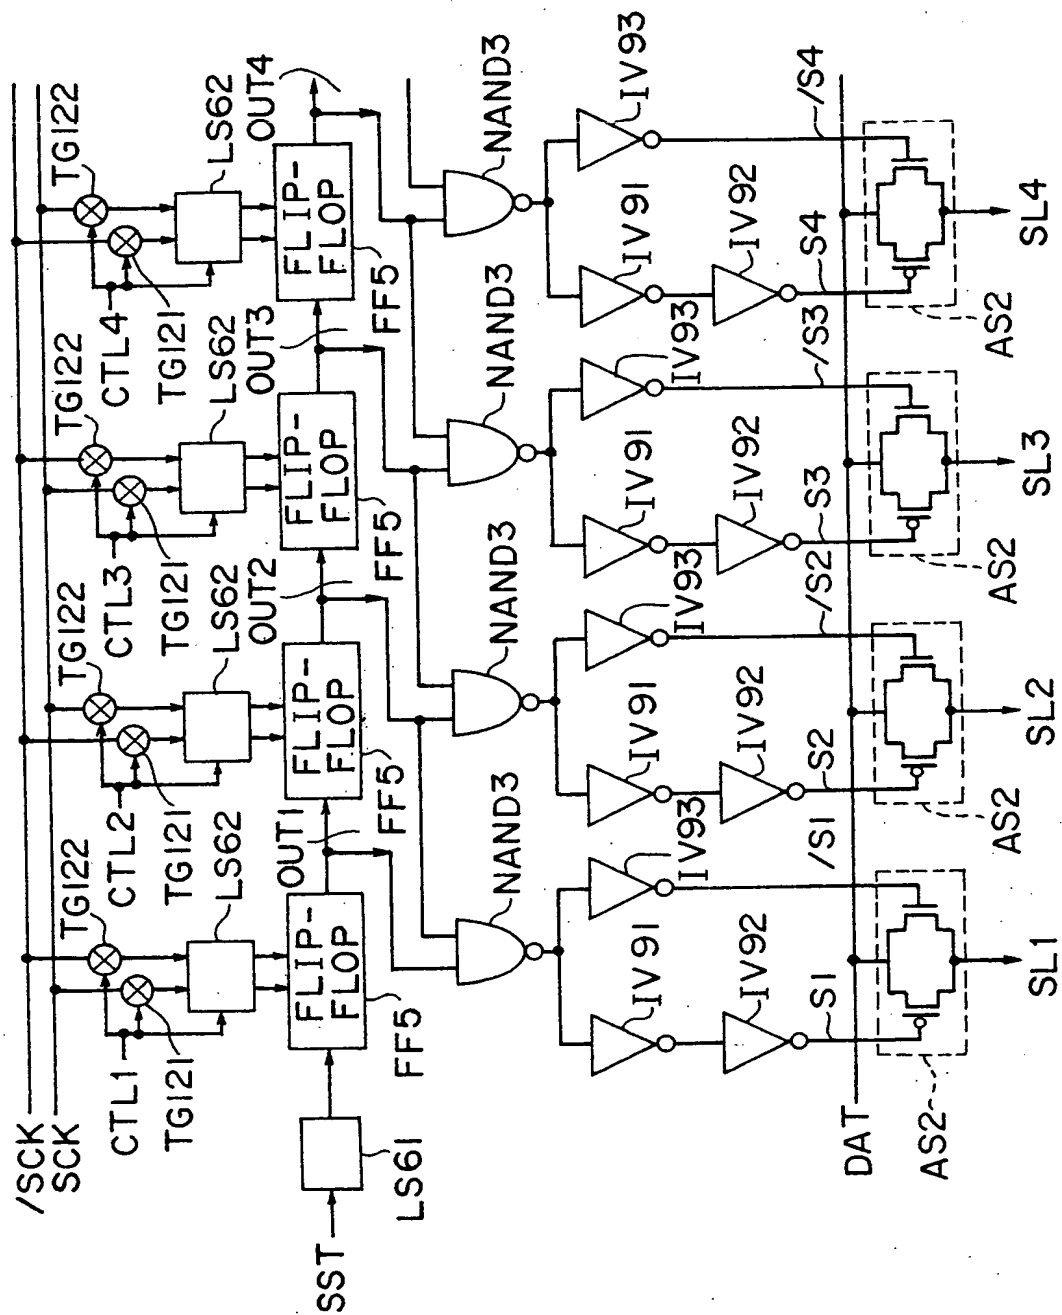 /SCK
SCK
CTL1
TG121
TG122
LS62
CTL2
TG121
TG122
LS62
CTL3
TG121
TG122
LS62
CTL4
TG121
TG122
LS62
SST
LS61
FLIP-
FLOP
FF5
OUT1
FLIP-
FLOP
FF5
OUT2
FLIP-
FLOP
FF5
OUT3
FLIP-
FLOP
FF5
OUT4
NAND3
NAND3
NAND3
NAND3
IV91
IV93
IV91
IV93
IV91
IV93
IV91
IV93
IV92
IV92
IV92
IV92
S1
/S1
S2
/S2
S3
/S3
S4
/S4
DAT
AS2
AS2
AS2
AS2
SL1
SL2
SL3
SL4